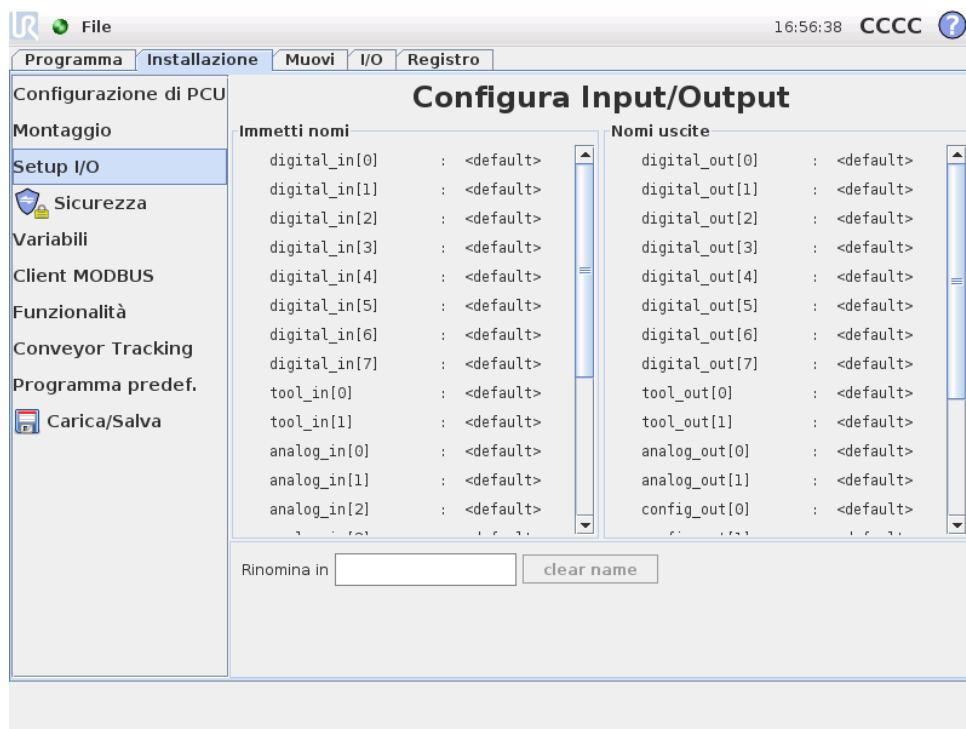 UR File 16:56:38 CCCC ?
Programma Installazione Muovi I/O Registro
Configurazione di PCU
Montaggio
Setup I/O
Sicurezza
Variabili
Client MODBUS
Funzionalità
Conveyor Tracking
Programma predef.
Carica/Salva
Configura Input/Output
Immetti nomi
digital_in[0] : <default>
digital_in[1] : <default>
digital_in[2] : <default>
digital_in[3] : <default>
digital_in[4] : <default>
digital_in[5] : <default>
digital_in[6] : <default>
digital_in[7] : <default>
tool_in[0] : <default>
tool_in[1] : <default>
analog_in[0] : <default>
analog_in[1] : <default>
analog_in[2] : <default>
Nomi uscite
digital_out[0] : <default>
digital_out[1] : <default>
digital_out[2] : <default>
digital_out[3] : <default>
digital_out[4] : <default>
digital_out[5] : <default>
digital_out[6] : <default>
digital_out[7] : <default>
tool_out[0] : <default>
tool_out[1] : <default>
analog_out[0] : <default>
analog_out[1] : <default>
config_out[0] : <default>
Rinomina in
clear name